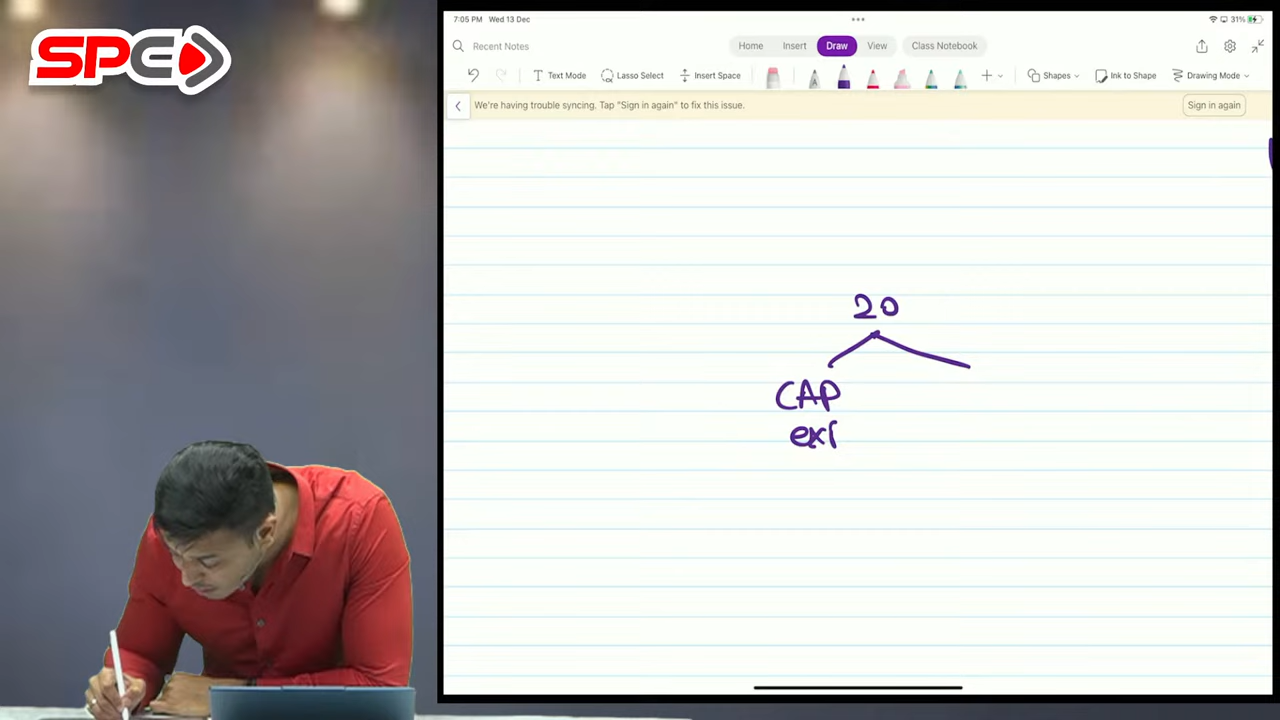 SPED
7:05 PM Wed 13 Dec
31%
Recent Notes
Home Insert Draw View Class Notebook
Text Mode Lasso Select Insert Space Shapes Ink to Shape Drawing Mode
We're having trouble syncing. Tap "Sign in again" to fix this issue.
Sign in again
20
CAP